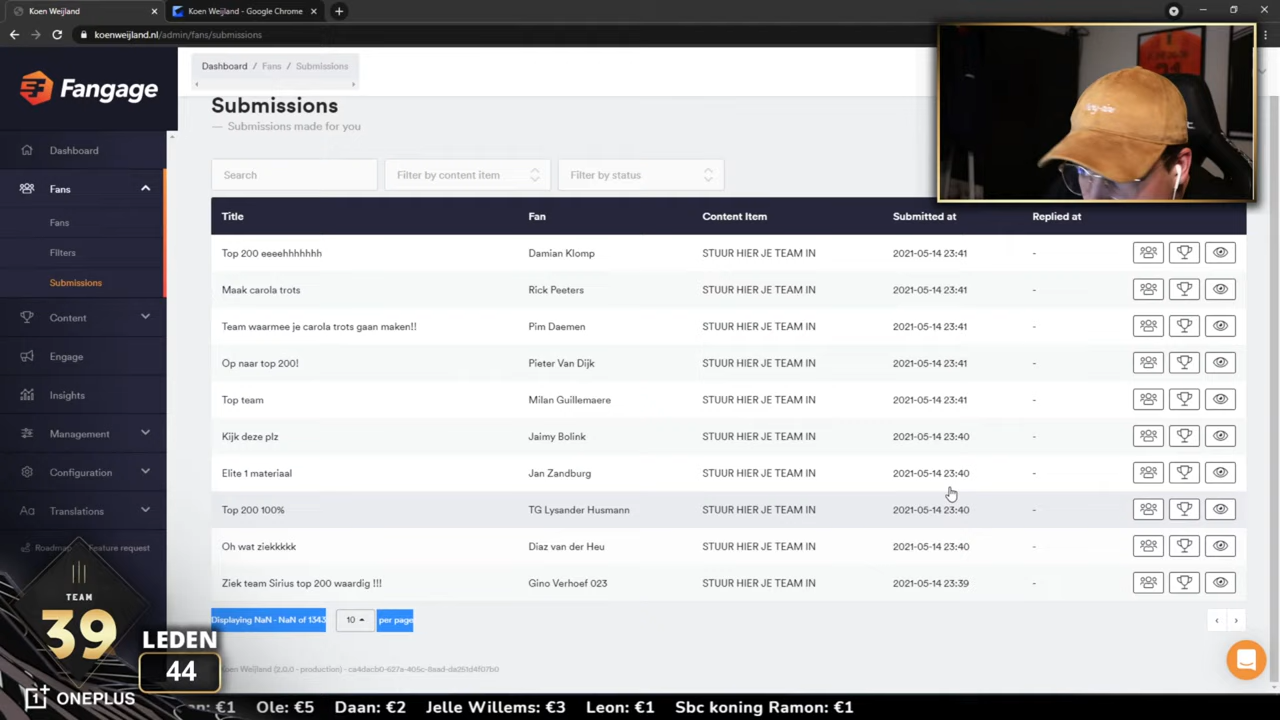 Koen Weijland
Koen Weijland - Google Chrome
koenweijland.nl/admin/fans/submissions
Fangage
Dashboard / Fans / Submissions
Submissions
— Submissions made for you
Search
Filter by content item
Filter by status
Dashboard
Fans
Fans
Filters
Submissions
Content
Engage
Insights
Management
Configuration
Translations
Roadmap
Feature request
Title Fan Content Item Submitted at Replied at
Top 200 eeeehhhhhhh Damian Klomp STUUR HIER JE TEAM IN 2021-05-14 23:41 -
Maak carola trots Rick Peeters STUUR HIER JE TEAM IN 2021-05-14 23:41 -
Team waarmee je carola trots gaan maken!! Pim Daemen STUUR HIER JE TEAM IN 2021-05-14 23:41 -
Op naar top 200! Pieter Van Dijk STUUR HIER JE TEAM IN 2021-05-14 23:41 -
Top team Milan Guillemaere STUUR HIER JE TEAM IN 2021-05-14 23:41 -
Kijk deze plz Jaimy Bolink STUUR HIER JE TEAM IN 2021-05-14 23:40 -
Elite 1 materiaal Jan Zandburg STUUR HIER JE TEAM IN 2021-05-14 23:40 -
Top 200 100% TG Lysander Husmann STUUR HIER JE TEAM IN 2021-05-14 23:40 -
Oh wat ziekkkkk Diaz van der Heu STUUR HIER JE TEAM IN 2021-05-14 23:40 -
Ziek team Sirius top 200 waardig !!! Gino Verhoef 023 STUUR HIER JE TEAM IN 2021-05-14 23:39 -
Displaying NaN - NaN of 1343 10 per page
Koen Weijland (2.0.0 - production) -
TEAM
39
LEDEN
44
ONEPLUS
€1 Ole: €5 Daan: €2 Jelle Willems: €3 Leon: €1 Sbc koning Ramon: €1